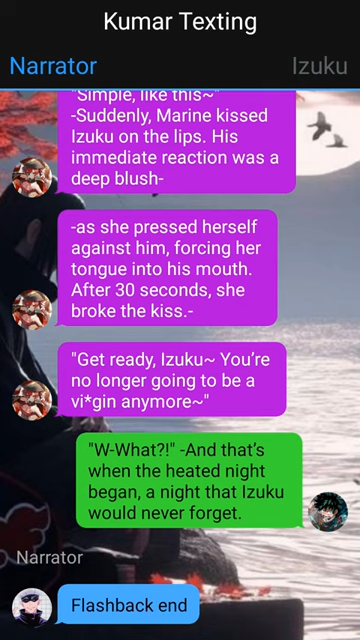 Kumar Texting
Narrator
Izuku
"Simple, like this~"
-Suddenly, Marine kissed
Izuku on the lips. His
immediate reaction was a
deep blush-
-as she pressed herself
against him, forcing her
tongue into his mouth.
After 30 seconds, she
broke the kiss.-
"Get ready, Izuku~ You’re
no longer going to be a
vi*gin anymore~"
"W-What?!" -And that’s
when the heated night
began, a night that Izuku
would never forget.
Narrator
Flashback end